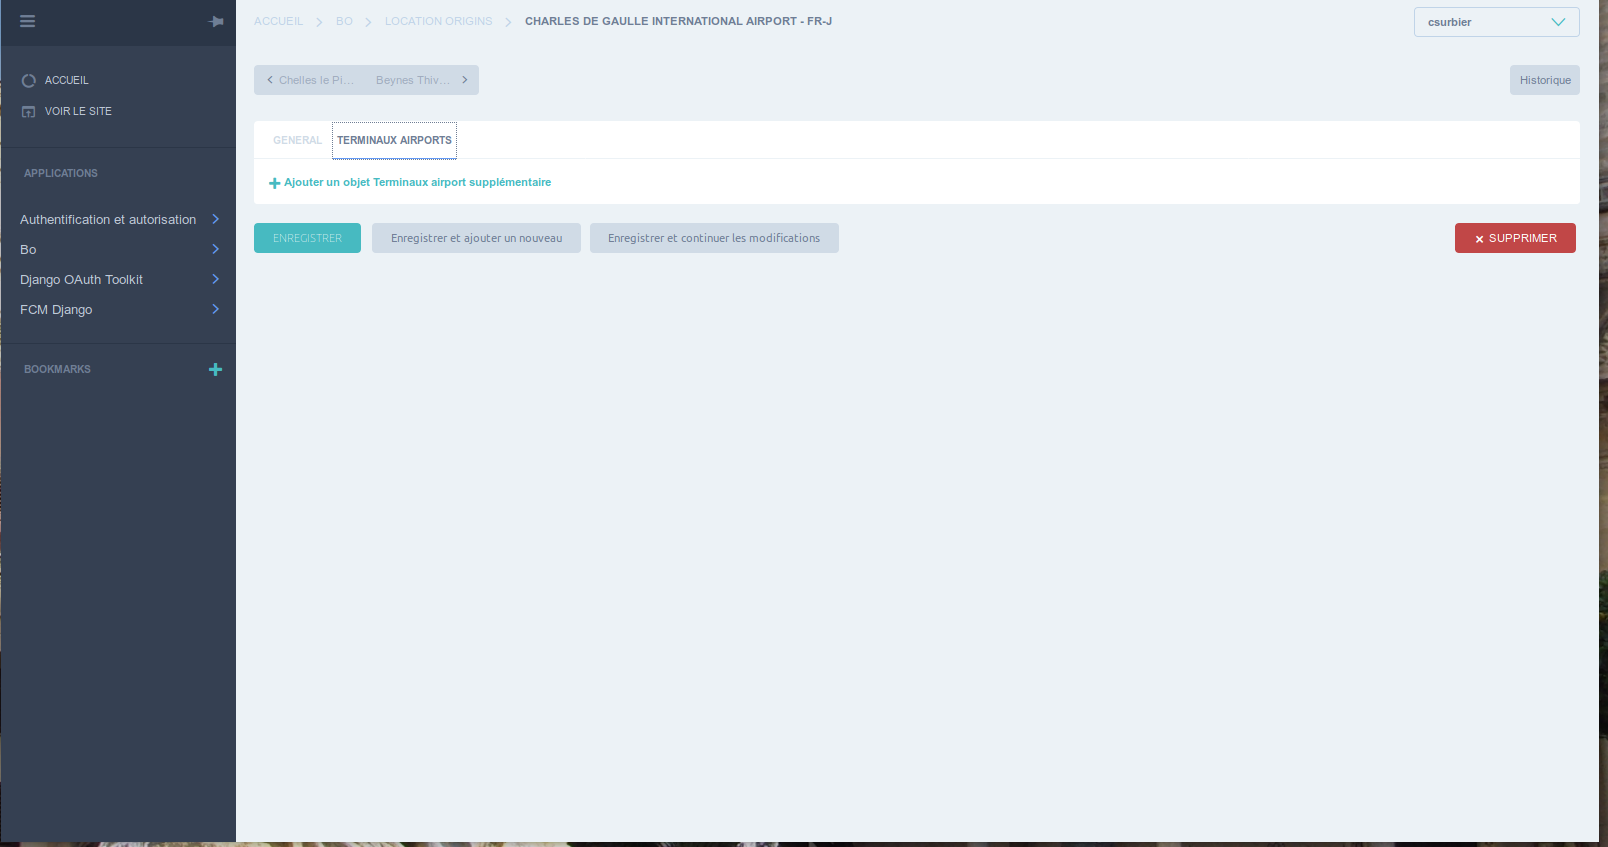 ACCUEIL > BO > LOCATION ORIGINS > CHARLES DE GAULLE INTERNATIONAL AIRPORT - FR-J
csurbier
ACCUEIL
VOIR LE SITE
APPLICATIONS
Authentification et autorisation
Bo
Django OAuth Toolkit
FCM Django
BOOKMARKS
Chelles le Pi... Beynes Thiv...
Historique
GENERAL TERMINAUX AIRPORTS
Ajouter un objet Terminaux airport supplémentaire
ENREGISTRER Enregistrer et ajouter un nouveau Enregistrer et continuer les modifications SUPPRIMER